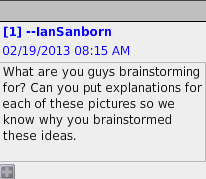 [1] --IanSanborn
02/19/2013 08:15 AM
What are you guys brainstorming
for? Can you put explanations for
each of these pictures so we
know why you brainstormed
these ideas.